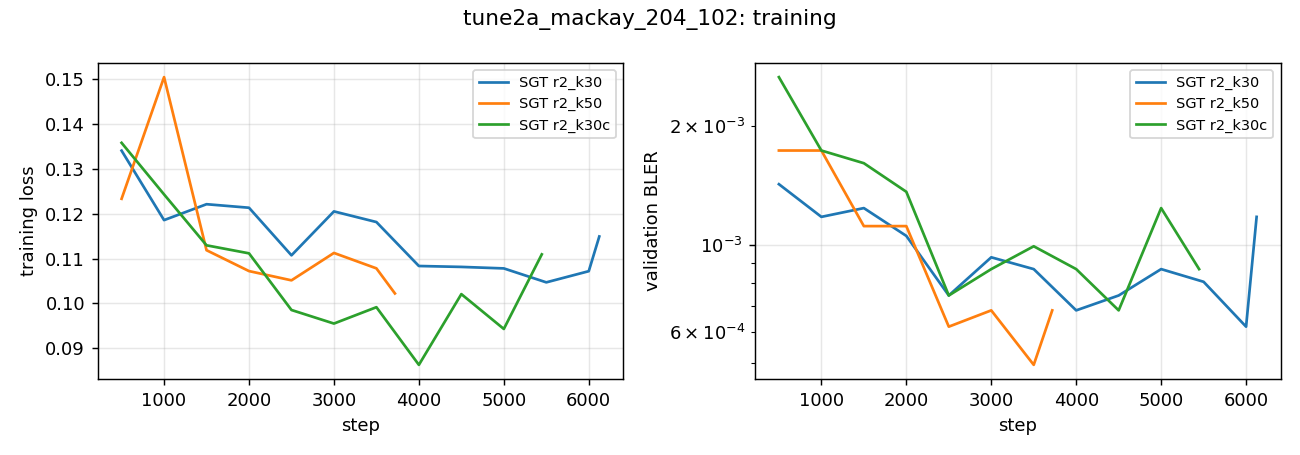 tune2a_mackay_204_102: training
training loss
0.15
0.14
0.13
0.12
0.11
0.10
0.09
1000 2000 3000 4000 5000 6000
step
SGT r2_k30
SGT r2_k50
SGT r2_k30c
validation BLER
2 × 10⁻³
10⁻³
6 × 10⁻⁴
1000 2000 3000 4000 5000 6000
step
SGT r2_k30
SGT r2_k50
SGT r2_k30c